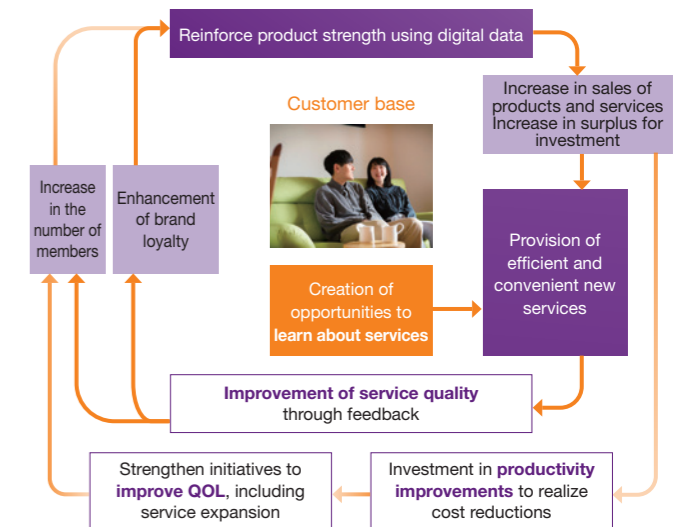 Reinforce product strength using digital data
Increase in sales of
products and services
Increase in surplus for
investment
Customer base
Increase
in the
number of
members
Enhancement
of brand
loyalty
Provision of
efficient and
convenient new
services
Creation of
opportunities to
learn about services
Improvement of service quality
through feedback
Strengthen initiatives to
improve QOL, including
service expansion
Investment in productivity
improvements to realize
cost reductions